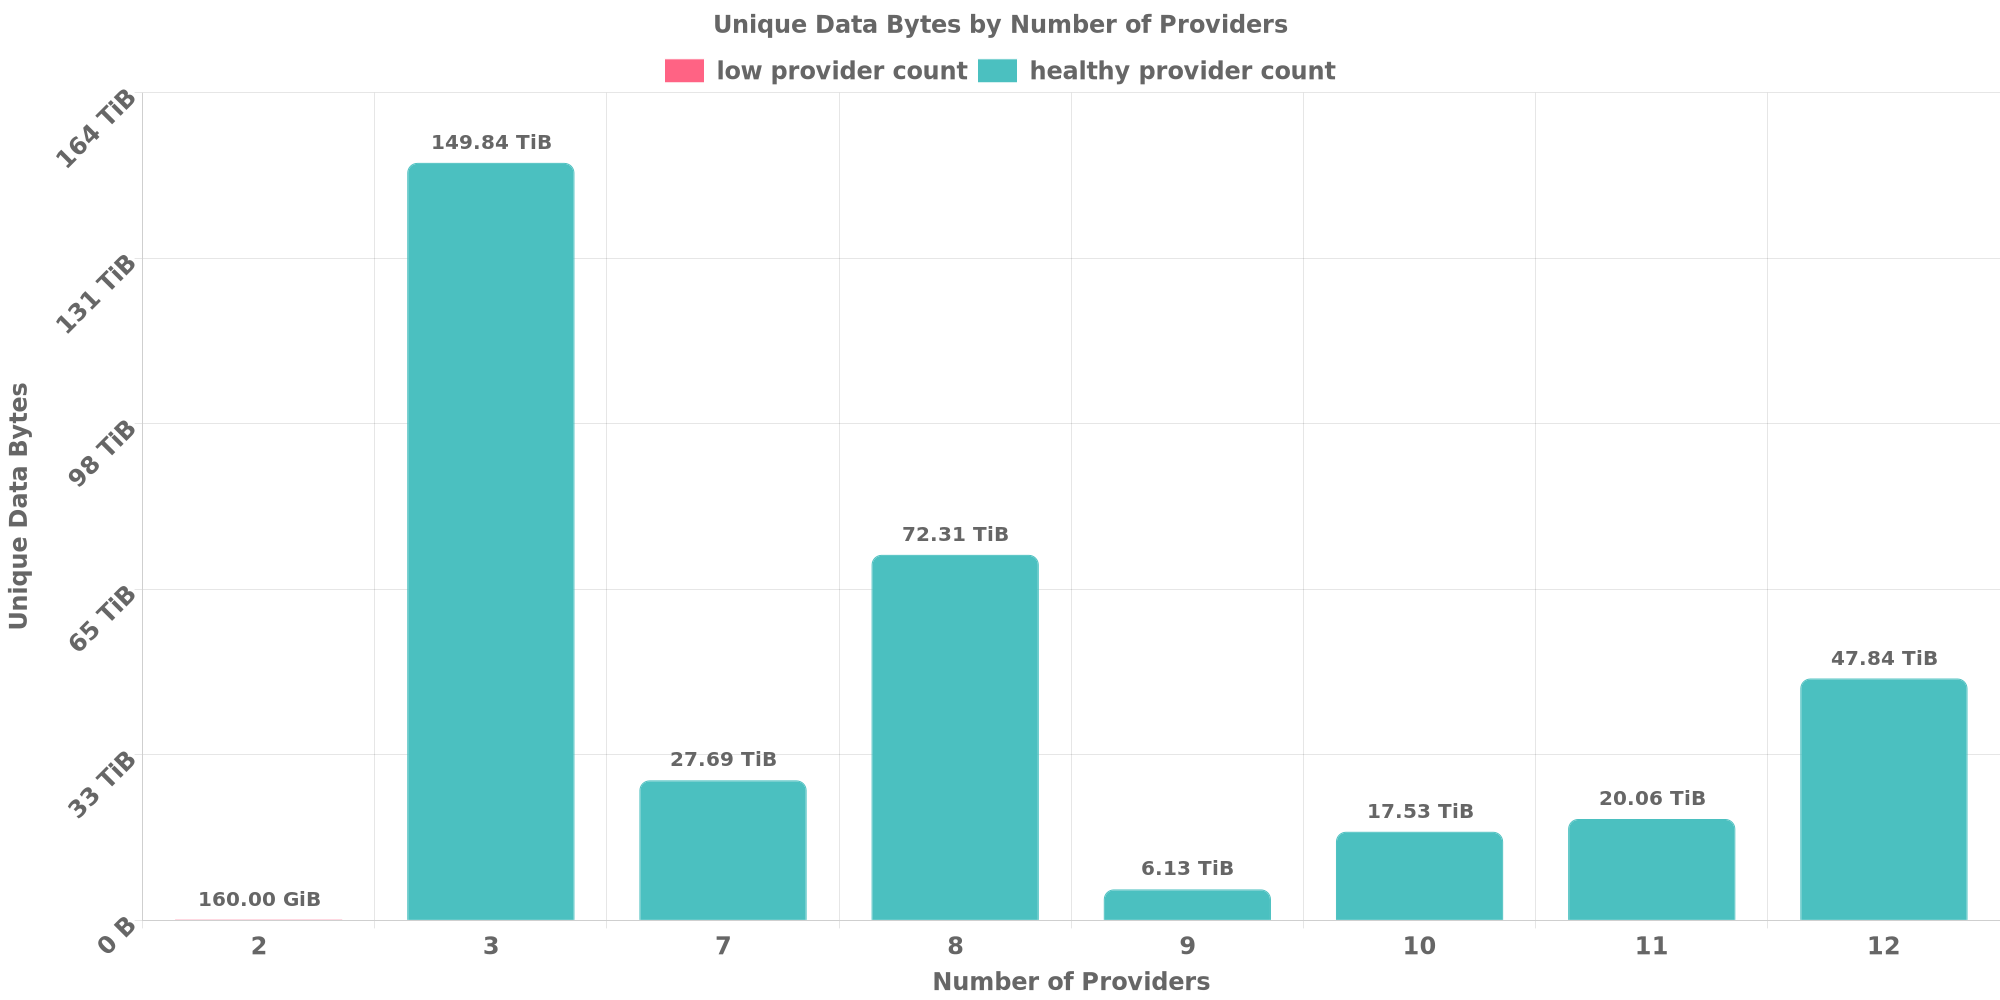 Unique Data Bytes by Number of Providers
low provider count healthy provider count
164 TiB
131 TiB
98 TiB
65 TiB
33 TiB
0 B
Unique Data Bytes
160.00 GiB
149.84 TiB
27.69 TiB
72.31 TiB
6.13 TiB
17.53 TiB
20.06 TiB
47.84 TiB
2 3 7 8 9 10 11 12
Number of Providers